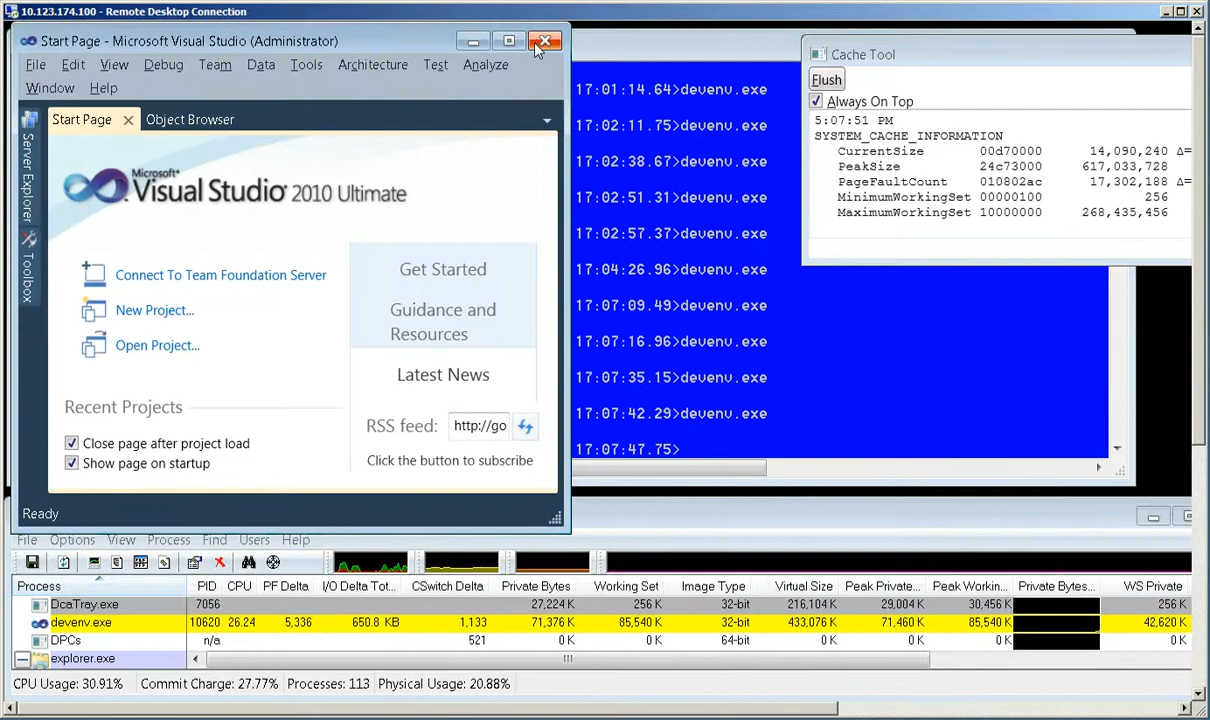 10.123.174.100 - Remote Desktop Connection
Start Page - Microsoft Visual Studio (Administrator)
File Edit View Debug Team Data Tools Architecture Test Analyze
Window Help
Server Explorer
Toolbox
Start Page Object Browser
Microsoft®
Visual Studio® 2010 Ultimate
Connect To Team Foundation Server
New Project...
Open Project...
Recent Projects
Close page after project load
Show page on startup
Get Started
Guidance and
Resources
Latest News
RSS feed: http://go
Click the button to subscribe
Ready
17:01:14.64>devenv.exe
17:02:11.75>devenv.exe
17:02:38.67>devenv.exe
17:02:51.31>devenv.exe
17:02:57.37>devenv.exe
17:04:26.96>devenv.exe
17:07:09.49>devenv.exe
17:07:16.96>devenv.exe
17:07:35.15>devenv.exe
17:07:42.29>devenv.exe
17:07:47.75>
Cache Tool
Flush
Always On Top
5:07:51 PM
SYSTEM_CACHE_INFORMATION
CurrentSize 00d70000 14,090,240 Δ=
PeakSize 24c73000 617,033,728
PageFaultCount 010802ac 17,302,188 Δ=
MinimumWorkingSet 00000100 256
MaximumWorkingSet 10000000 268,435,456
File Options View Process Find Users Help
Process PID CPU PF Delta I/O Delta Tot... CSwitch Delta Private Bytes Working Set Image Type Virtual Size Peak Private... Peak Workin... Private Bytes... WS Private
DcaTray.exe 7056 27,224 K 256 K 32-bit 216,104 K 29,004 K 30,456 K 256 K
devenv.exe 10620 26.24 5,336 650.8 KB 1,133 71,376 K 85,540 K 32-bit 433,076 K 71,460 K 85,540 K 42,620 K
DPCs n/a 521 0 K 0 K 64-bit 0 K 0 K 0 K 0 K
explorer.exe
CPU Usage: 30.91% Commit Charge: 27.77% Processes: 113 Physical Usage: 20.88%